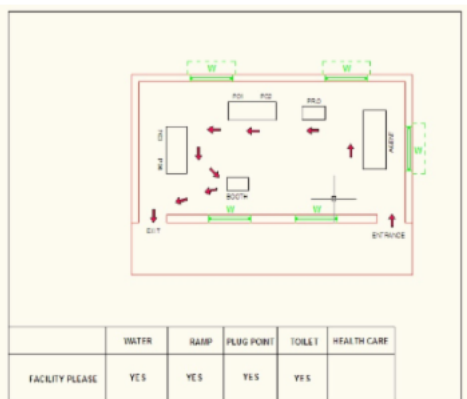 W
W
PO1 PO2
PRO
AGENT
W
BOOTH
W
W
EXIT
ENTRANCE
WATER RAMP PLUG POINT TOILET HEALTH CARE
FACILITY PLEASE YES YES YES YES